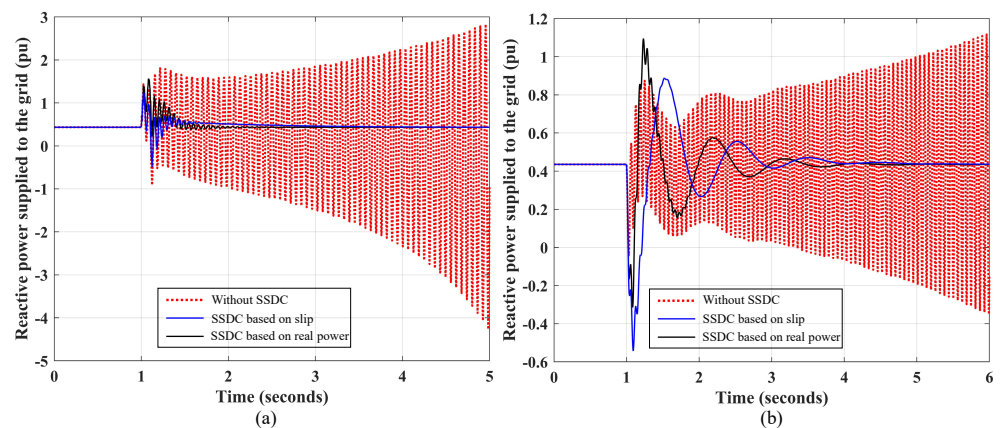 Reactive power supplied to the grid (pu)
3
2
1
0
-1
-2
-3
-4
-5
Without SSDC
SSDC based on slip
SSDC based on real power
0 1 2 3 4 5
Time (seconds)
(a)
Reactive power supplied to the grid (pu)
1.2
1
0.8
0.6
0.4
0.2
0
-0.2
-0.4
-0.6
Without SSDC
SSDC based on slip
SSDC based on real power
0 1 2 3 4 5 6
Time (seconds)
(b)